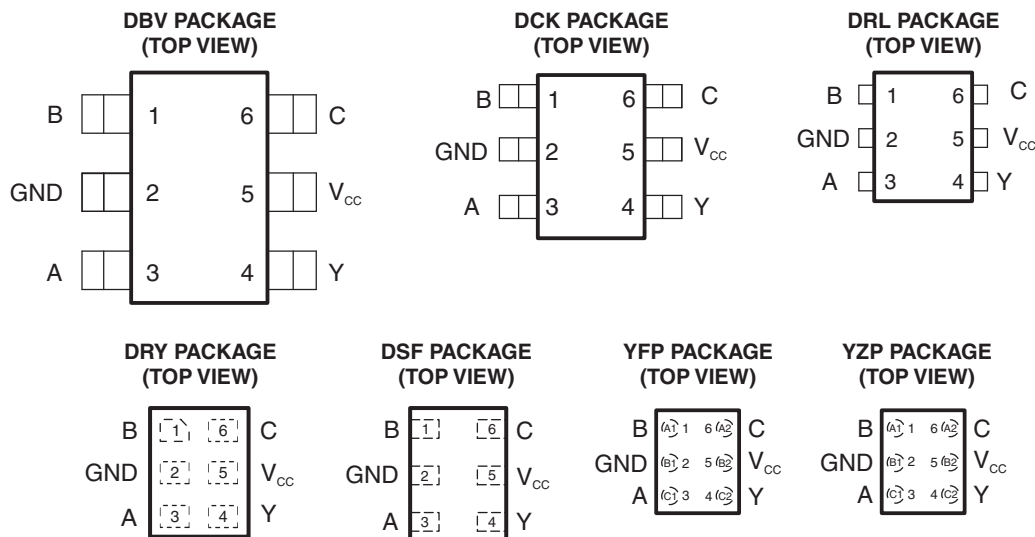 DBV PACKAGE
(TOP VIEW)
B 1 6 C
GND 2 5 VCC
A 3 4 Y
DCK PACKAGE
(TOP VIEW)
B 1 6 C
GND 2 5 VCC
A 3 4 Y
DRL PACKAGE
(TOP VIEW)
B 1 6 C
GND 2 5 VCC
A 3 4 Y
DRY PACKAGE
(TOP VIEW)
B 1 6 C
GND 2 5 VCC
A 3 4 Y
DSF PACKAGE
(TOP VIEW)
B 1 6 C
GND 2 5 VCC
A 3 4 Y
YFP PACKAGE
(TOP VIEW)
B A1 1 6 A2 C
GND B1 2 5 B2 VCC
A C1 3 4 C2 Y
YZP PACKAGE
(TOP VIEW)
B A1 1 6 A2 C
GND B1 2 5 B2 VCC
A C1 3 4 C2 Y